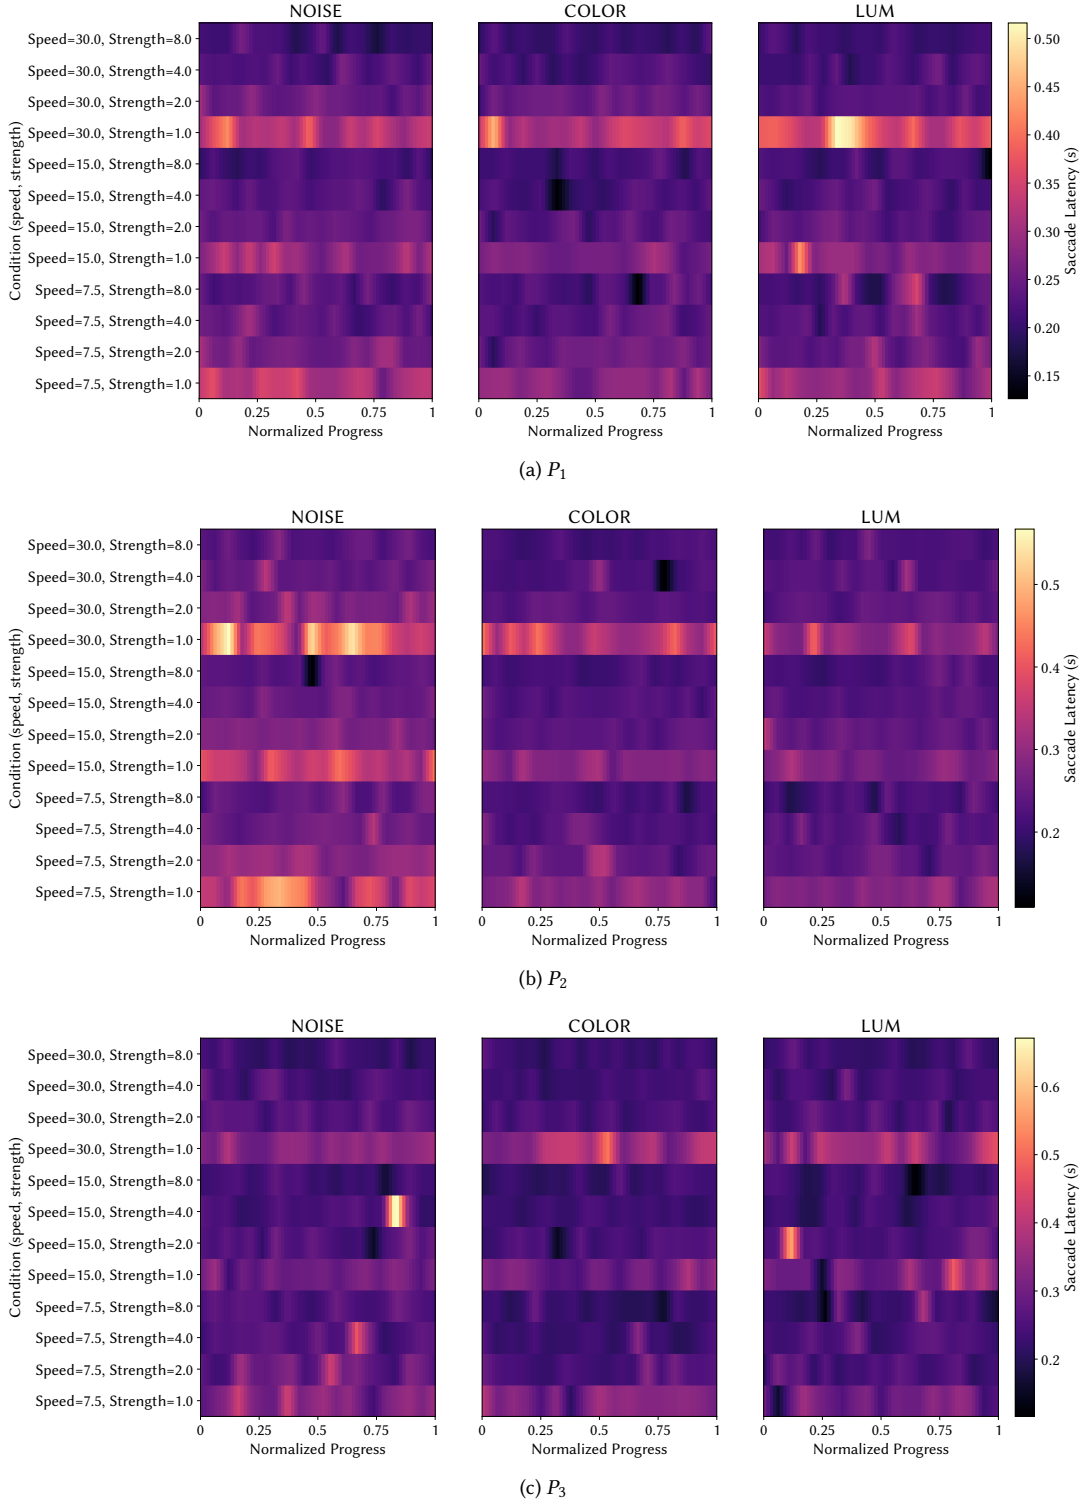 NOISE COLOR LUM
Condition (speed, strength)
Speed=30.0, Strength=8.0
Speed=30.0, Strength=4.0
Speed=30.0, Strength=2.0
Speed=30.0, Strength=1.0
Speed=15.0, Strength=8.0
Speed=15.0, Strength=4.0
Speed=15.0, Strength=2.0
Speed=15.0, Strength=1.0
Speed=7.5, Strength=8.0
Speed=7.5, Strength=4.0
Speed=7.5, Strength=2.0
Speed=7.5, Strength=1.0
0 0.25 0.5 0.75 1 0 0.25 0.5 0.75 1 0 0.25 0.5 0.75 1
Normalized Progress Normalized Progress Normalized Progress
0.50
0.45
0.40
0.35
0.30
0.25
0.20
0.15
Saccade Latency (s)
(a) P1
NOISE COLOR LUM
Condition (speed, strength)
Speed=30.0, Strength=8.0
Speed=30.0, Strength=4.0
Speed=30.0, Strength=2.0
Speed=30.0, Strength=1.0
Speed=15.0, Strength=8.0
Speed=15.0, Strength=4.0
Speed=15.0, Strength=2.0
Speed=15.0, Strength=1.0
Speed=7.5, Strength=8.0
Speed=7.5, Strength=4.0
Speed=7.5, Strength=2.0
Speed=7.5, Strength=1.0
0 0.25 0.5 0.75 1 0 0.25 0.5 0.75 1 0 0.25 0.5 0.75 1
Normalized Progress Normalized Progress Normalized Progress
0.5
0.4
0.3
0.2
Saccade Latency (s)
(b) P2
NOISE COLOR LUM
Condition (speed, strength)
Speed=30.0, Strength=8.0
Speed=30.0, Strength=4.0
Speed=30.0, Strength=2.0
Speed=30.0, Strength=1.0
Speed=15.0, Strength=8.0
Speed=15.0, Strength=4.0
Speed=15.0, Strength=2.0
Speed=15.0, Strength=1.0
Speed=7.5, Strength=8.0
Speed=7.5, Strength=4.0
Speed=7.5, Strength=2.0
Speed=7.5, Strength=1.0
0 0.25 0.5 0.75 1 0 0.25 0.5 0.75 1 0 0.25 0.5 0.75 1
Normalized Progress Normalized Progress Normalized Progress
0.6
0.5
0.4
0.3
0.2
Saccade Latency (s)
(c) P3